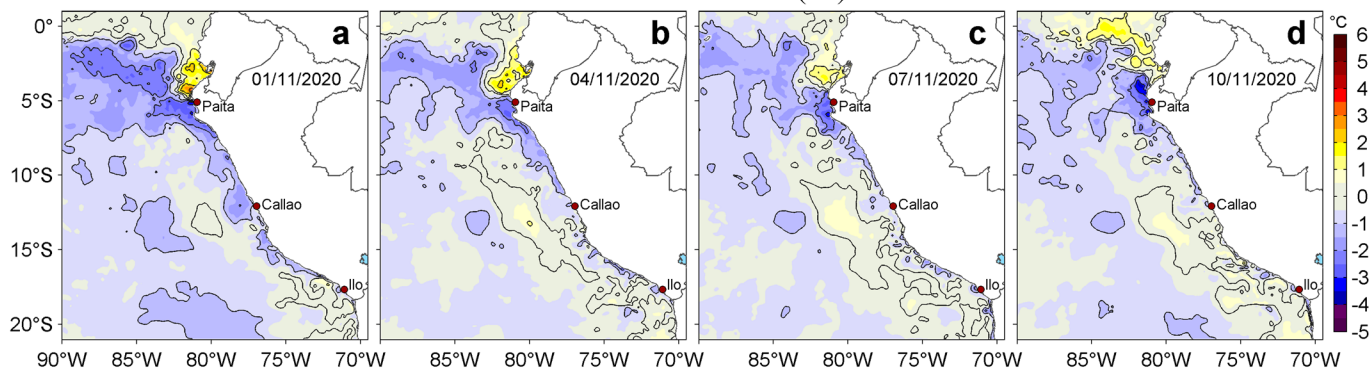 a
b
c
d
01/11/2020
04/11/2020
07/11/2020
10/11/2020
Paita
Paita
Paita
Paita
Callao
Callao
Callao
Callao
Ilo
Ilo
Ilo
Ilo
0°
5°S
10°S
15°S
20°S
90°W 85°W 80°W 75°W 70°W
85°W 80°W 75°W 70°W
85°W 80°W 75°W 70°W
85°W 80°W 75°W 70°W
°C
6
5
4
3
2
1
0
-1
-2
-3
-4
-5